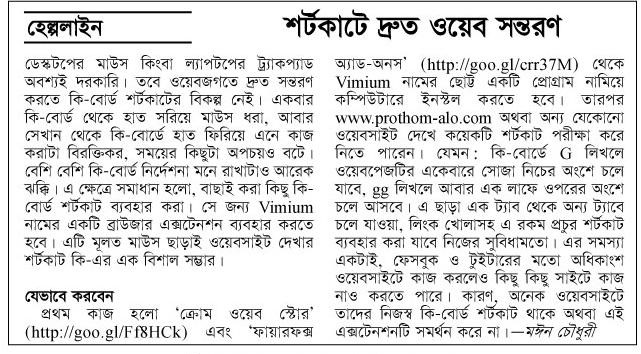 হেল্পলাইন
শর্টকাটে দ্রুত ওয়েব সন্তরণ
ডেস্কটপের মাউস কিংবা ল্যাপটপের ট্র্যাকপ্যাড
অবশ্যই দরকারি। তবে ওয়েবজগতে দ্রুত সন্তরণ
করতে কি-বোর্ড শর্টকাটের বিকল্প নেই। একবার
কি-বোর্ড থেকে হাত সরিয়ে মাউস ধরা, আবার
সেখান থেকে কি-বোর্ডে হাত ফিরিয়ে এনে কাজ
করাটা বিরক্তিকর, সময়ের কিছুটা অপচয়ও বটে।
বেশি বেশি কি-বোর্ড নির্দেশনা মনে রাখাটাও আরেক
ঝক্কি। এ ক্ষেত্রে সমাধান হলো, বাছাই করা কিছু কি-
বোর্ড শর্টকাট ব্যবহার করা। সে জন্য Vimium
নামের একটি ব্রাউজার এক্সটেনশন ব্যবহার করতে
হবে। এটি মূলত মাউস ছাড়াই ওয়েবসাইট দেখার
শর্টকাট কি-এর এক বিশাল সম্ভার।
যেভাবে করবেন
প্রথম কাজ হলো ‘ক্রোম ওয়েব স্টোর’
(http://goo.gl/Ff8HCk) এবং ‘ফায়ারফক্স
অ্যাড-অনস’ (http://goo.gl/crr37M) থেকে
Vimium নামের ছোট্ট একটি প্রোগ্রাম নামিয়ে
কম্পিউটারে ইনস্টল করতে হবে। তারপর
www.prothom-alo.com অথবা অন্য যেকোনো
ওয়েবসাইট দেখে কয়েকটি শর্টকাট পরীক্ষা করে
নিতে পারেন। যেমন: কি-বোর্ডে G লিখলে
ওয়েবপেজটির একেবারে সোজা নিচের অংশে চলে
যাবে, gg লিখলে আবার এক লাফে ওপরের অংশে
চলে আসবে। এ ছাড়া এক ট্যাব থেকে অন্য ট্যাবে
চলে যাওয়া, লিংক খোলাসহ এ রকম প্রচুর শর্টকাট
ব্যবহার করা যাবে নিজের সুবিধামতো। এর সমস্যা
একটাই, ফেসবুক ও টুইটারের মতো অধিকাংশ
ওয়েবসাইটে কাজ করলেও কিছু কিছু সাইটে কাজ
নাও করতে পারে। কারণ, অনেক ওয়েবসাইটে
তাদের নিজস্ব কি-বোর্ড শর্টকাট থাকে অথবা এই
এক্সটেনশনটি সমর্থন করে না।—মঈন চৌধুরী